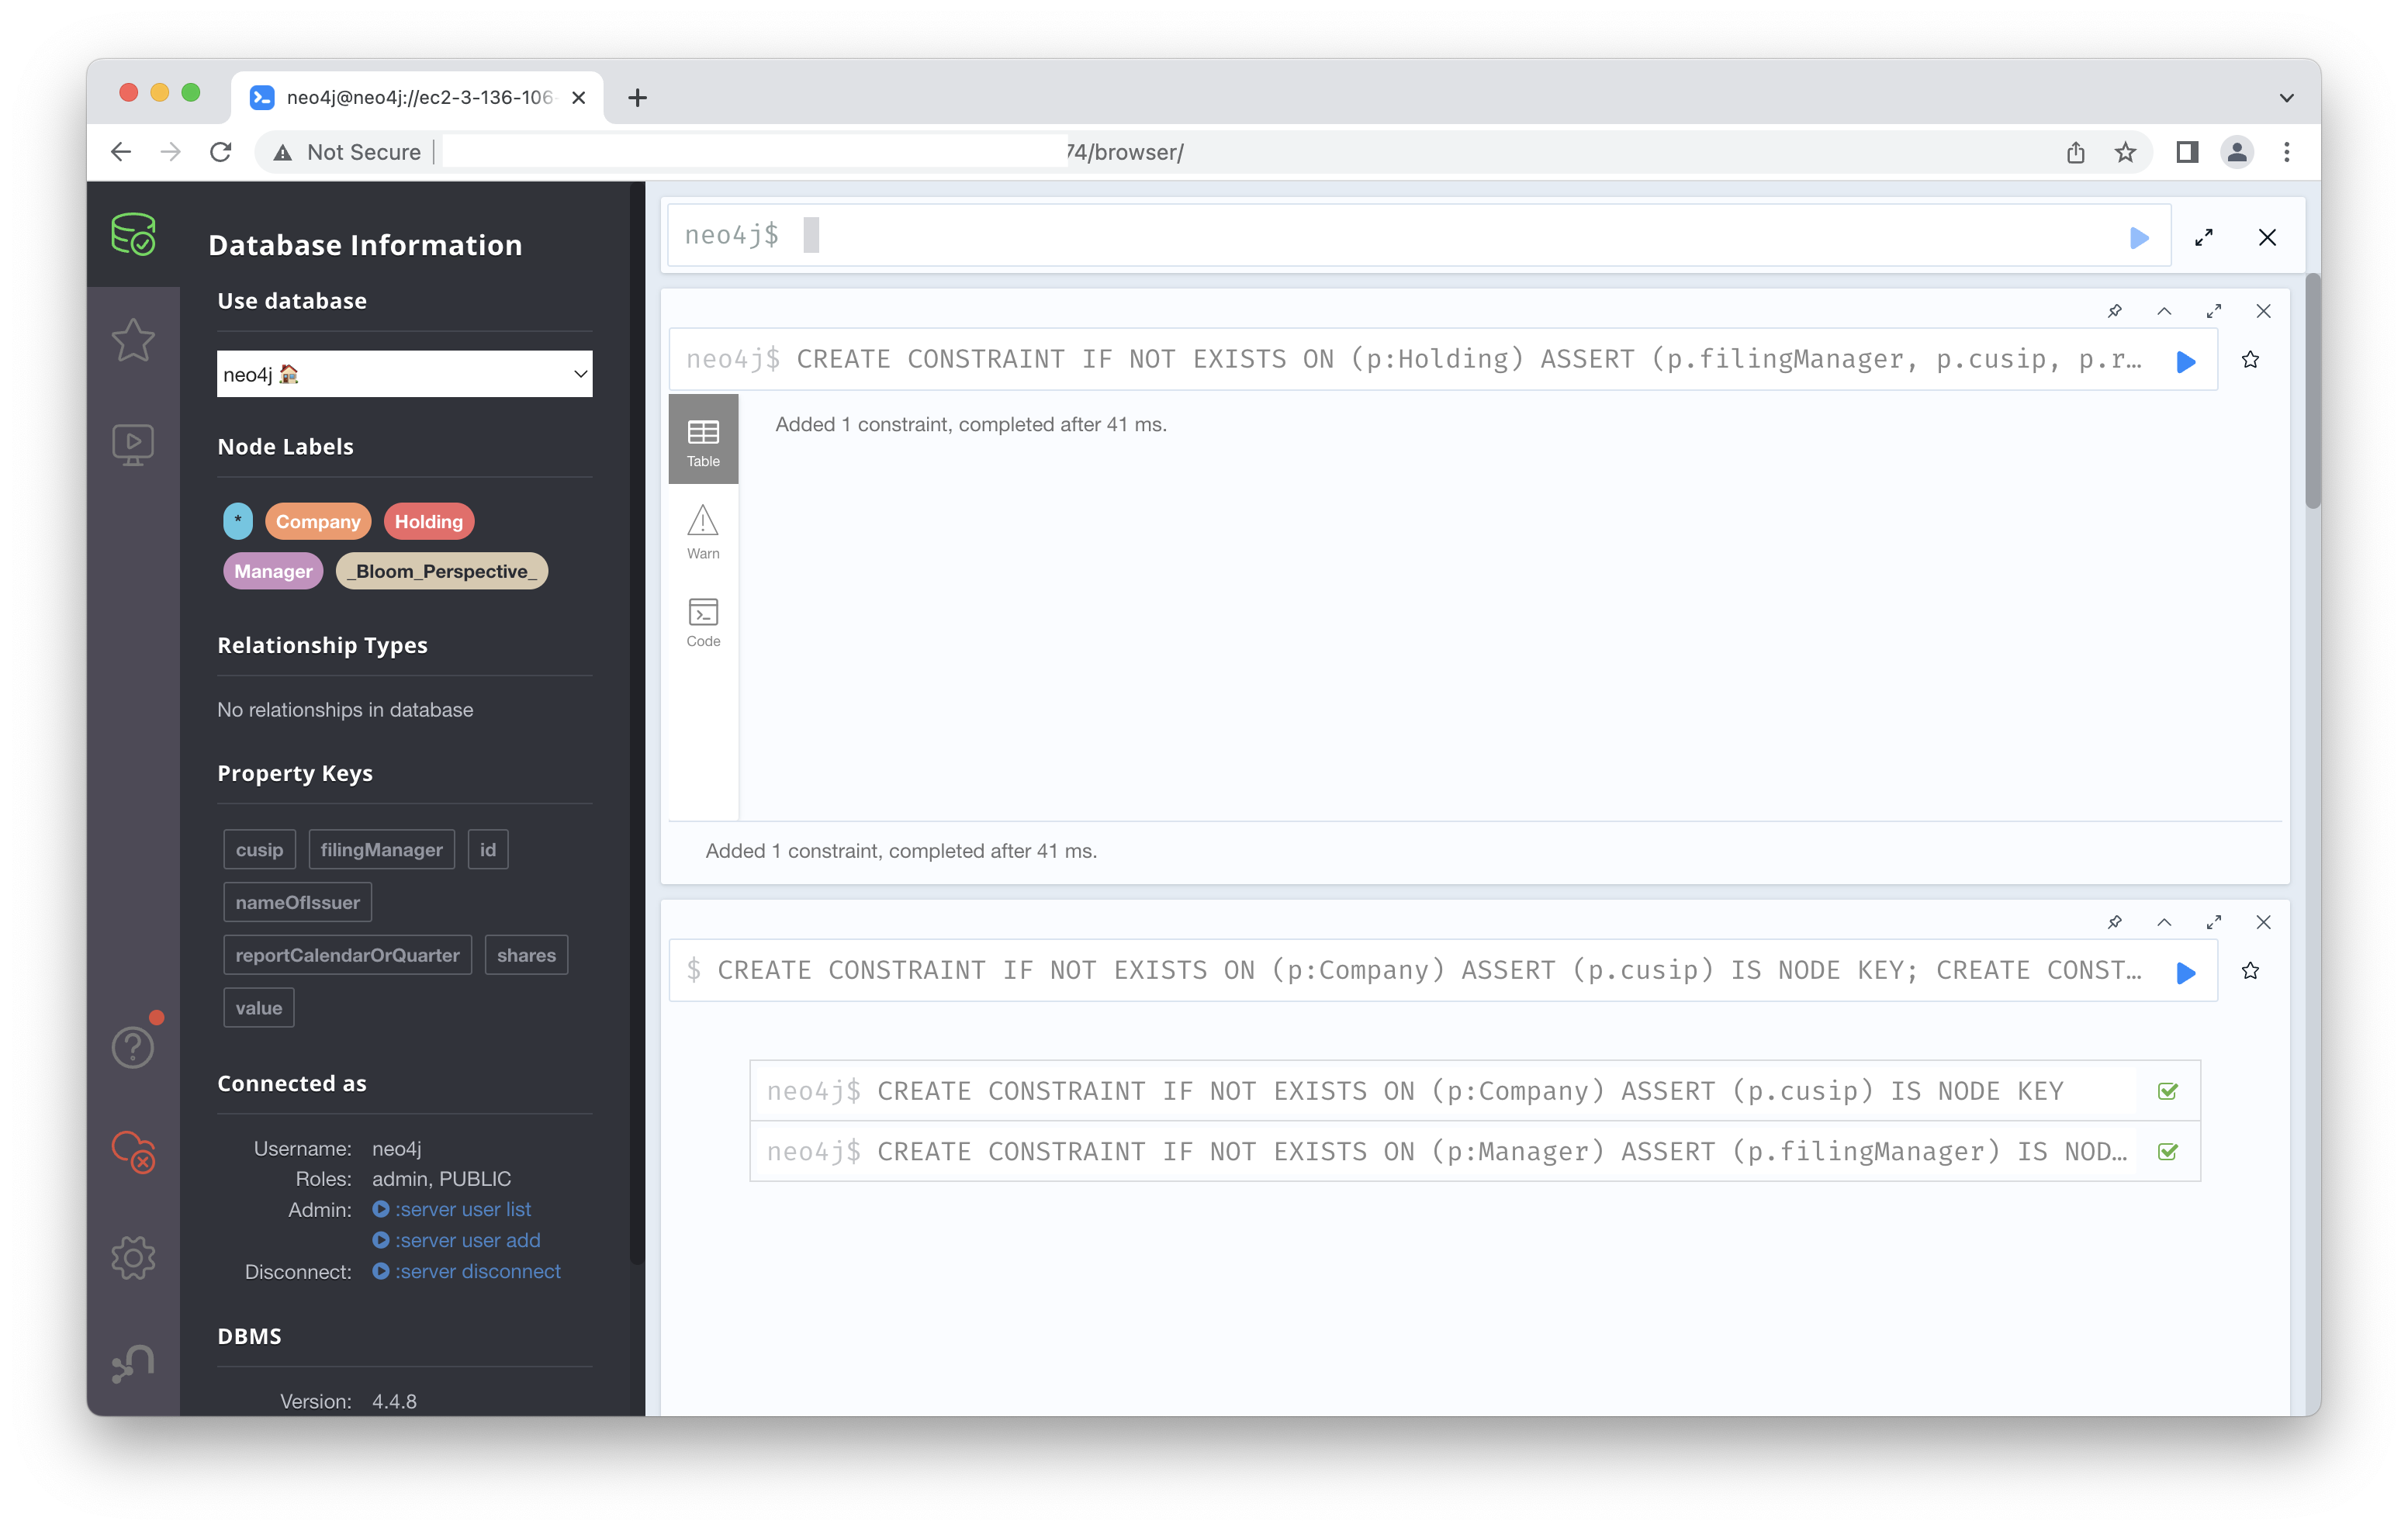 neo4j@neo4j://ec2-3-136-106
Not Secure
74/browser/
Database Information
Use database
neo4j
Node Labels
* Company Holding
Manager _Bloom_Perspective_
Relationship Types
No relationships in database
Property Keys
cusip filingManager id
nameOfIssuer
reportCalendarOrQuarter shares
value
Connected as
Username: neo4j
Roles: admin, PUBLIC
Admin: :server user list
:server user add
Disconnect: :server disconnect
DBMS
Version: 4.4.8
neo4j$
neo4j$ CREATE CONSTRAINT IF NOT EXISTS ON (p:Holding) ASSERT (p.filingManager, p.cusip, p.r…
Table
Warn
Code
Added 1 constraint, completed after 41 ms.
Added 1 constraint, completed after 41 ms.
$ CREATE CONSTRAINT IF NOT EXISTS ON (p:Company) ASSERT (p.cusip) IS NODE KEY; CREATE CONST…
neo4j$ CREATE CONSTRAINT IF NOT EXISTS ON (p:Company) ASSERT (p.cusip) IS NODE KEY
neo4j$ CREATE CONSTRAINT IF NOT EXISTS ON (p:Manager) ASSERT (p.filingManager) IS NOD…